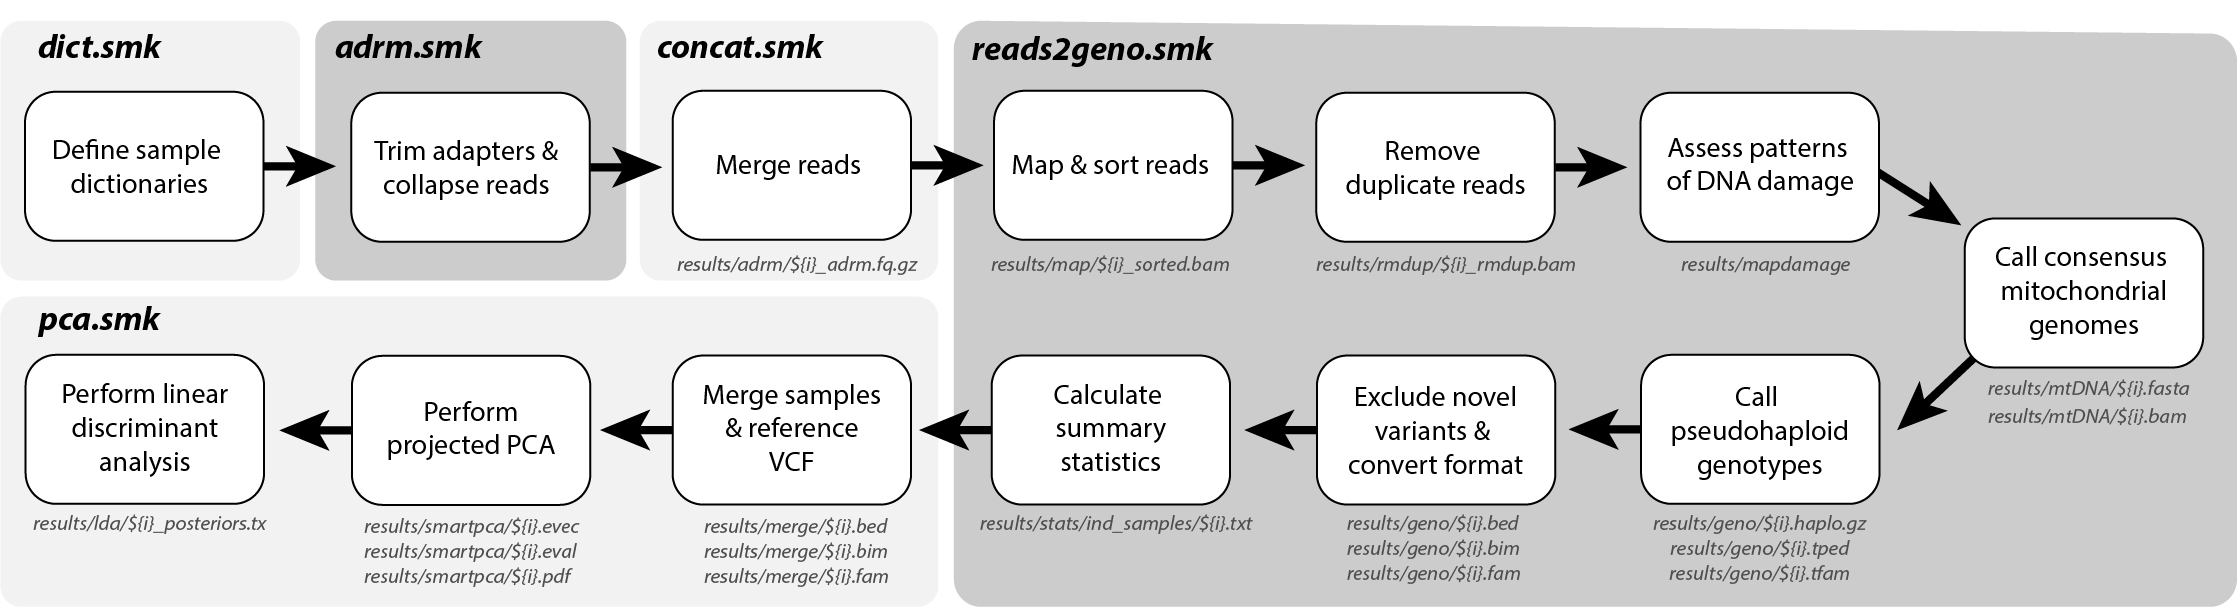 dict.smk
Define sample
dictionaries
adrm.smk
Trim adapters &
collapse reads
concat.smk
Merge reads
results/adrm/${i}_adrm.fq.gz
reads2geno.smk
Map & sort reads
results/map/${i}_sorted.bam
Remove
duplicate reads
results/rmdup/${i}_rmdup.bam
Assess patterns
of DNA damage
results/mapdamage
Call consensus
mitochondrial
genomes
results/mtDNA/${i}.fasta
results/mtDNA/${i}.bam
Call
pseudohaploid
genotypes
results/geno/${i}.haplo.gz
results/geno/${i}.tped
results/geno/${i}.tfam
Exclude novel
variants &
convert format
results/geno/${i}.bed
results/geno/${i}.bim
results/geno/${i}.fam
Calculate
summary
statistics
results/stats/ind_samples/${i}.txt
pca.smk
Merge samples
& reference
VCF
results/merge/${i}.bed
results/merge/${i}.bim
results/merge/${i}.fam
Perform
projected PCA
results/smartpca/${i}.evec
results/smartpca/${i}.eval
results/smartpca/${i}.pdf
Perform linear
discriminant
analysis
results/lda/${i}_posteriors.tx